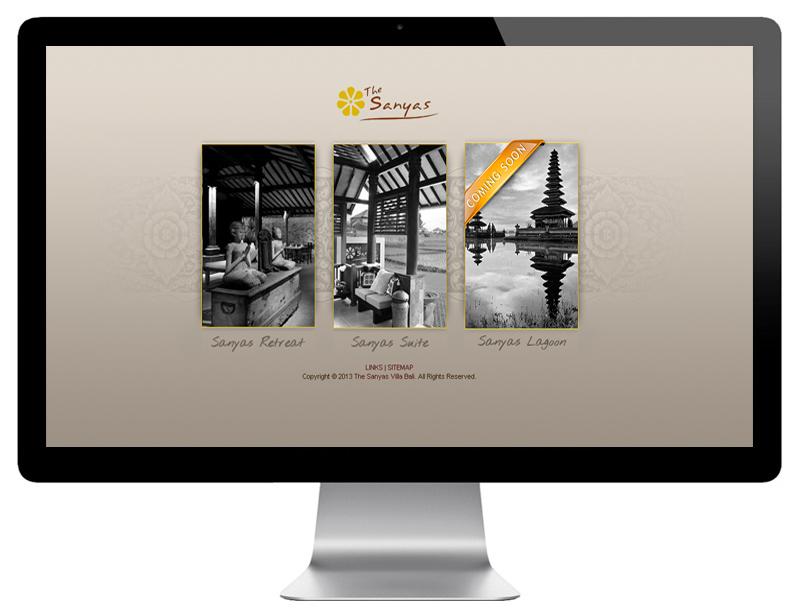 The
Sanyas
COMING SOON
Sanyas Retreat
Sanyas Suite
Sanyas Lagoon
LINKS | SITEMAP
Copyright © 2013 The Sanyas Villa Bali. All Rights Reserved.